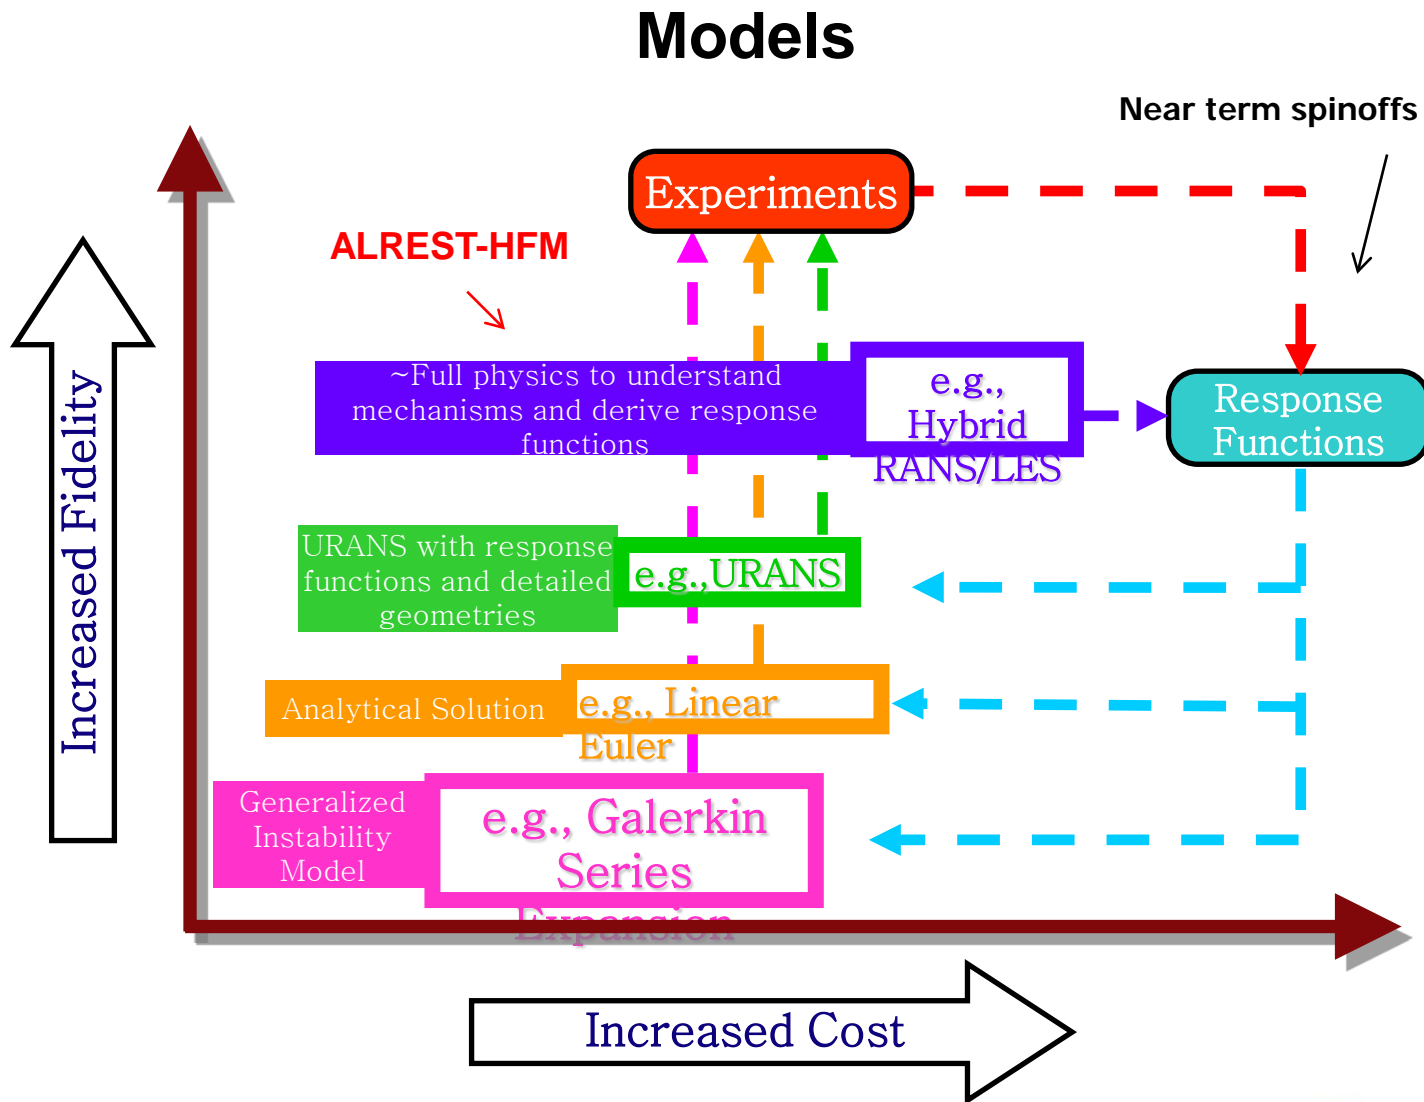 Models
Near term spinoffs
Experiments
ALREST-HFM
~Full physics to understand
mechanisms and derive response
functions
e.g.,
Hybrid
RANS/LES
Response
Functions
URANS with response
functions and detailed
geometries
e.g.,URANS
Analytical Solution
e.g., Linear
Euler
Generalized
Instability
Model
e.g., Galerkin
Series
Expansion
Increased Fidelity
Increased Cost